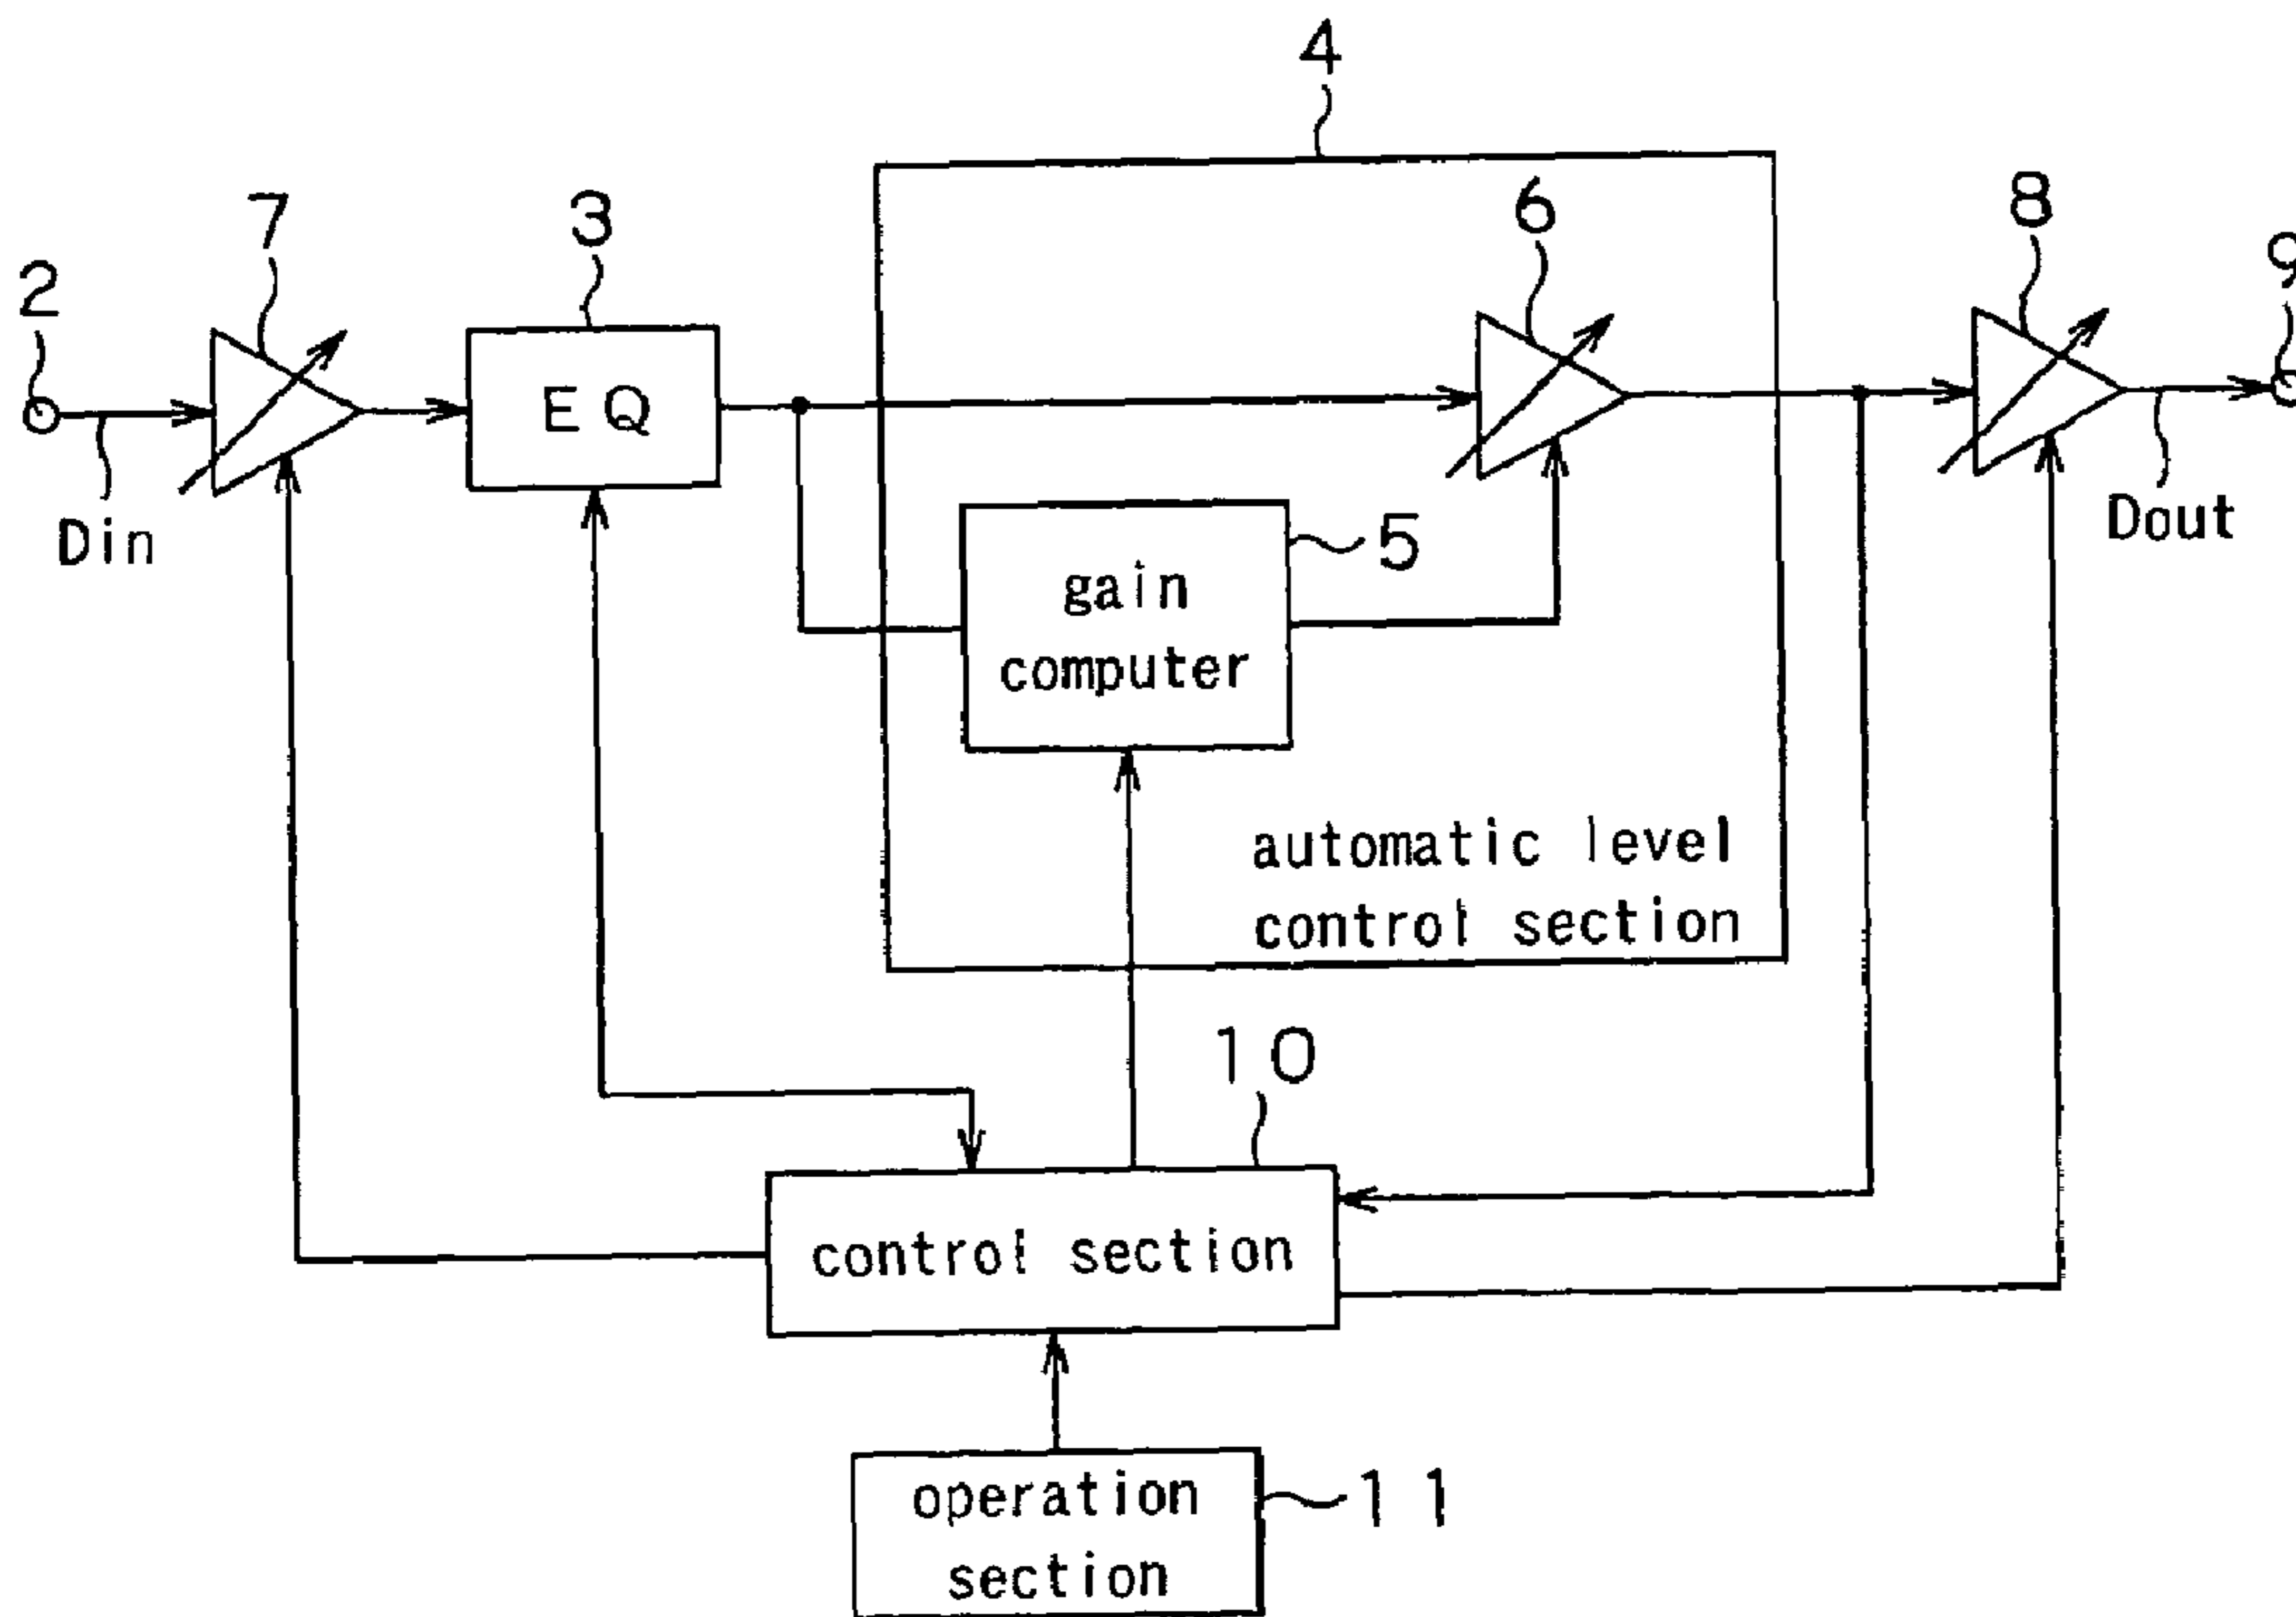 4
7
3
6
8
9
2
EQ
Din
5
Dout
gain
computer
automatic level
control section
10
control section
operation
section
11